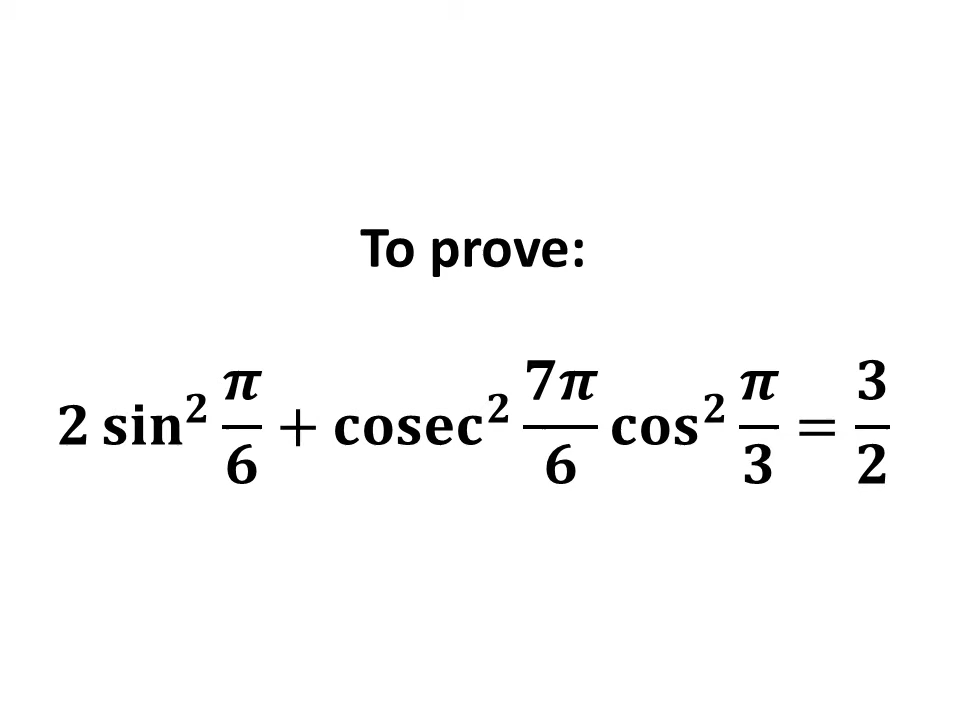 To prove:
2 sin² π/6 + cosec² 7π/6 cos² π/3 = 3/2